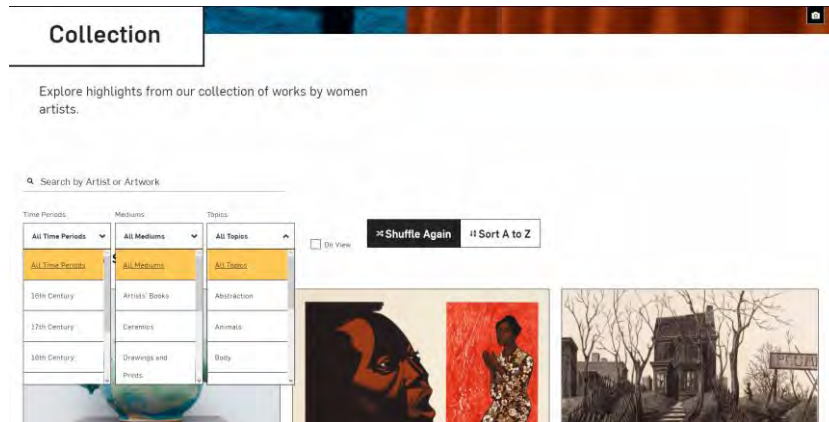 Collection
Explore highlights from our collection of works by women
artists.
Search by Artist or Artwork
Time Periods
Mediums
Topics
All Time Periods
All Mediums
All Topics
On View
Shuffle Again
Sort A to Z
All Time Periods
All Mediums
All Topics
16th Century
Artists' Books
Abstraction
17th Century
Ceramics
Animals
18th Century
Drawings and
Prints
Body